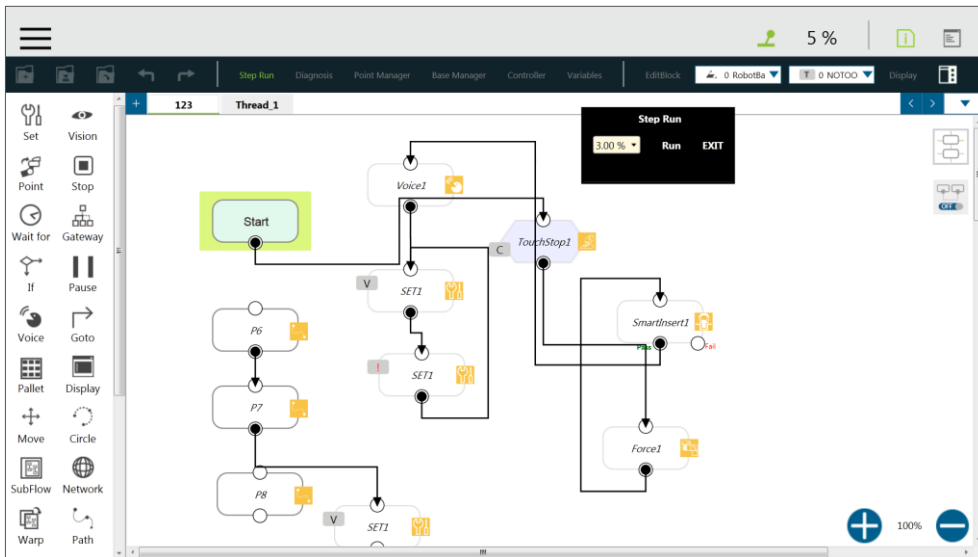 5 %
Step Run Diagnosis Point Manager Base Manager Controller Variables EditBlock 0 RobotBa T 0 NOTOO Display
+ 123 Thread_1
Step Run
3.00 % Run EXIT
Set Vision
Point Stop
Wait for Gateway
If Pause
Voice Goto
Pallet Display
Move Circle
SubFlow Network
Warp Path
OFF
Voice1
Start
TouchStop1
C
V
SET1
SmartInsert1
Pass
Fail
P6
!
SET1
P7
Force1
P8
V
SET1
100%